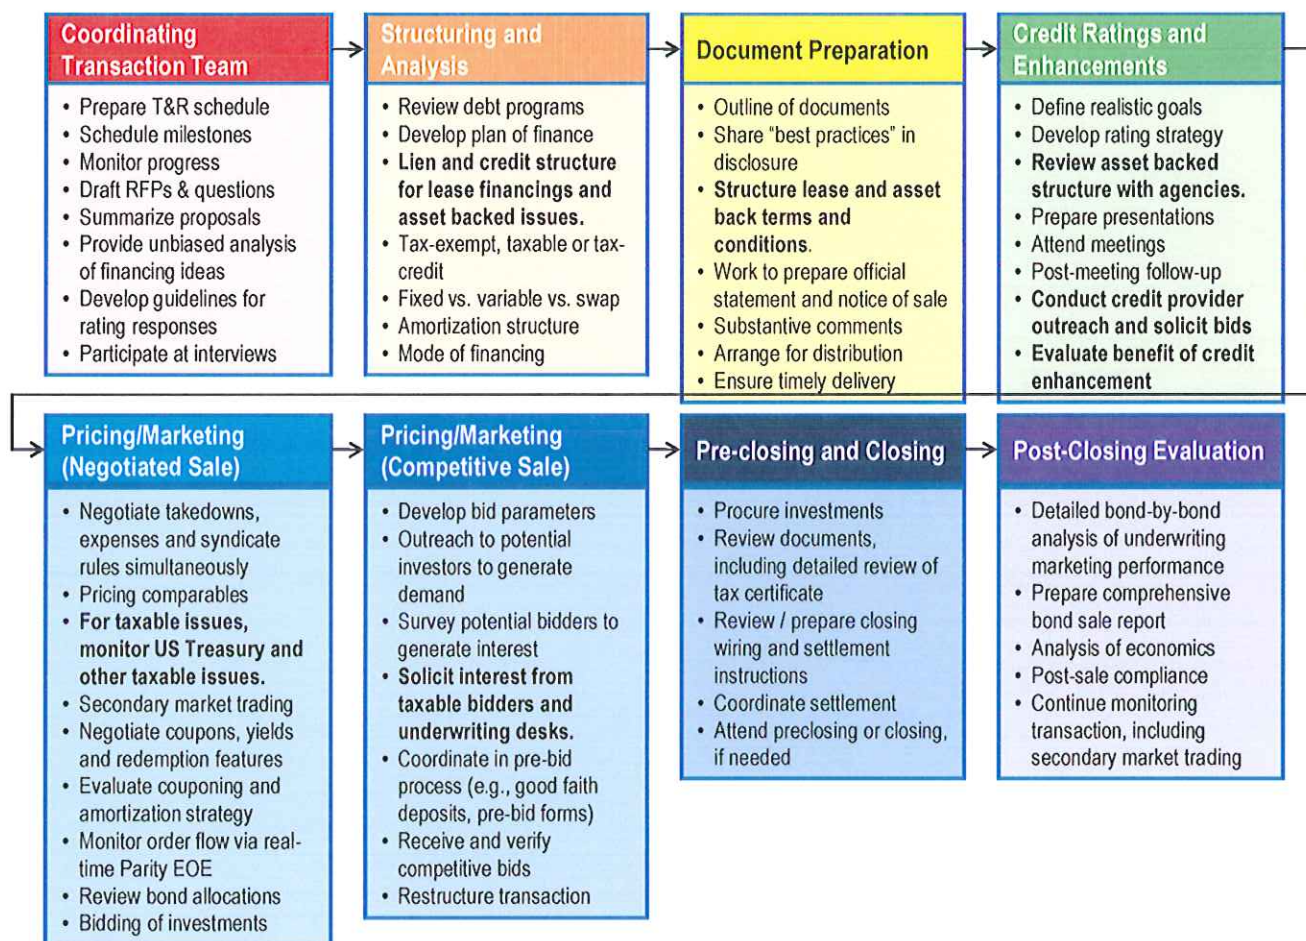 Coordinating
Transaction Team
• Prepare T&R schedule
• Schedule milestones
• Monitor progress
• Draft RFPs & questions
• Summarize proposals
• Provide unbiased analysis
of financing ideas
• Develop guidelines for
rating responses
• Participate at interviews
Structuring and
Analysis
• Review debt programs
• Develop plan of finance
• Lien and credit structure
for lease financings and
asset backed issues.
• Tax-exempt, taxable or tax-
credit
• Fixed vs. variable vs. swap
• Amortization structure
• Mode of financing
Document Preparation
• Outline of documents
• Share “best practices” in
disclosure
• Structure lease and asset
back terms and
conditions.
• Work to prepare official
statement and notice of sale
• Substantive comments
• Arrange for distribution
• Ensure timely delivery
Credit Ratings and
Enhancements
• Define realistic goals
• Develop rating strategy
• Review asset backed
structure with agencies.
• Prepare presentations
• Attend meetings
• Post-meeting follow-up
• Conduct credit provider
outreach and solicit bids
• Evaluate benefit of credit
enhancement
Pricing/Marketing
(Negotiated Sale)
• Negotiate takedowns,
expenses and syndicate
rules simultaneously
• Pricing comparables
• For taxable issues,
monitor US Treasury and
other taxable issues.
• Secondary market trading
• Negotiate coupons, yields
and redemption features
• Evaluate couponing and
amortization strategy
• Monitor order flow via real-
time Parity EOE
• Review bond allocations
• Bidding of investments
Pricing/Marketing
(Competitive Sale)
• Develop bid parameters
• Outreach to potential
investors to generate
demand
• Survey potential bidders to
generate interest
• Solicit interest from
taxable bidders and
underwriting desks.
• Coordinate in pre-bid
process (e.g., good faith
deposits, pre-bid forms)
• Receive and verify
competitive bids
• Restructure transaction
Pre-closing and Closing
• Procure investments
• Review documents,
including detailed review of
tax certificate
• Review / prepare closing
wiring and settlement
instructions
• Coordinate settlement
• Attend preclosing or closing,
if needed
Post-Closing Evaluation
• Detailed bond-by-bond
analysis of underwriting
marketing performance
• Prepare comprehensive
bond sale report
• Analysis of economics
• Post-sale compliance
• Continue monitoring
transaction, including
secondary market trading